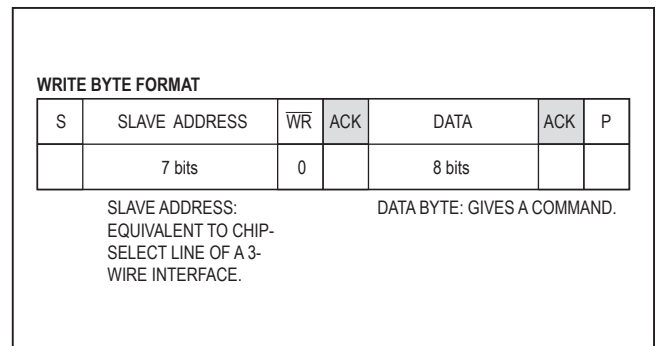 WRITE BYTE FORMAT
S SLAVE ADDRESS W̅R̅ ACK DATA ACK P
7 bits 0 8 bits
SLAVE ADDRESS:
EQUIVALENT TO CHIP-
SELECT LINE OF A 3-
WIRE INTERFACE.
DATA BYTE: GIVES A COMMAND.